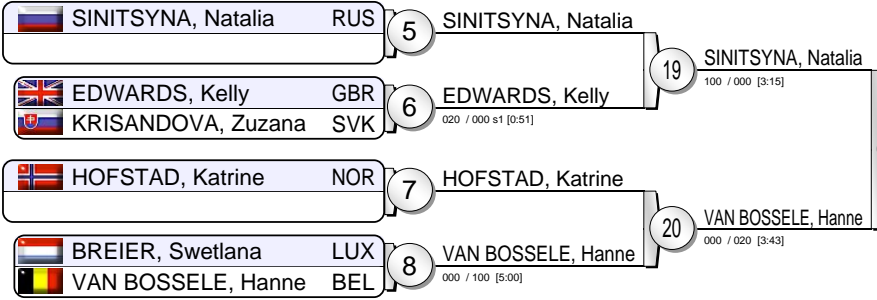 SINITSYNA, Natalia RUS
5
SINITSYNA, Natalia
EDWARDS, Kelly GBR
KRISANDOVA, Zuzana SVK
6
EDWARDS, Kelly
020 / 000 s1 [0:51]
19
SINITSYNA, Natalia
100 / 000 [3:15]
HOFSTAD, Katrine NOR
7
HOFSTAD, Katrine
BREIER, Swetlana LUX
VAN BOSSELE, Hanne BEL
8
VAN BOSSELE, Hanne
000 / 100 [5:00]
20
VAN BOSSELE, Hanne
000 / 020 [3:43]